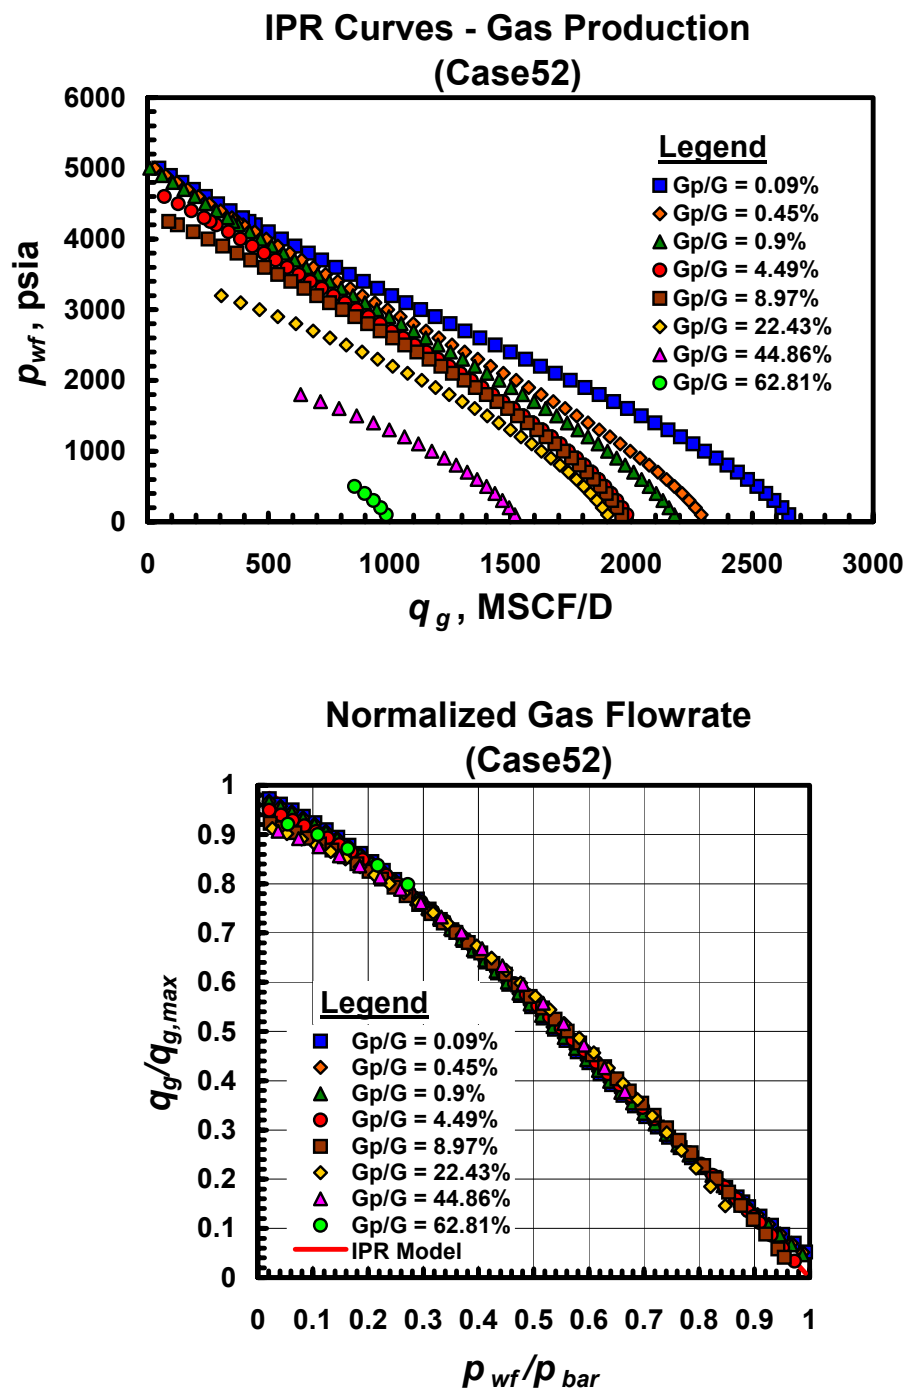 IPR Curves - Gas Production
(Case52)
6000
5000
4000
3000
2000
1000
0
p wf, psia
Legend
Gp/G = 0.09%
Gp/G = 0.45%
Gp/G = 0.9%
Gp/G = 4.49%
Gp/G = 8.97%
Gp/G = 22.43%
Gp/G = 44.86%
Gp/G = 62.81%
0 500 1000 1500 2000 2500 3000
q g , MSCF/D
Normalized Gas Flowrate
(Case52)
1
0.9
0.8
0.7
0.6
0.5
0.4
0.3
0.2
0.1
0
q g/q g,max
Legend
Gp/G = 0.09%
Gp/G = 0.45%
Gp/G = 0.9%
Gp/G = 4.49%
Gp/G = 8.97%
Gp/G = 22.43%
Gp/G = 44.86%
Gp/G = 62.81%
IPR Model
0 0.1 0.2 0.3 0.4 0.5 0.6 0.7 0.8 0.9 1
p wf /p bar